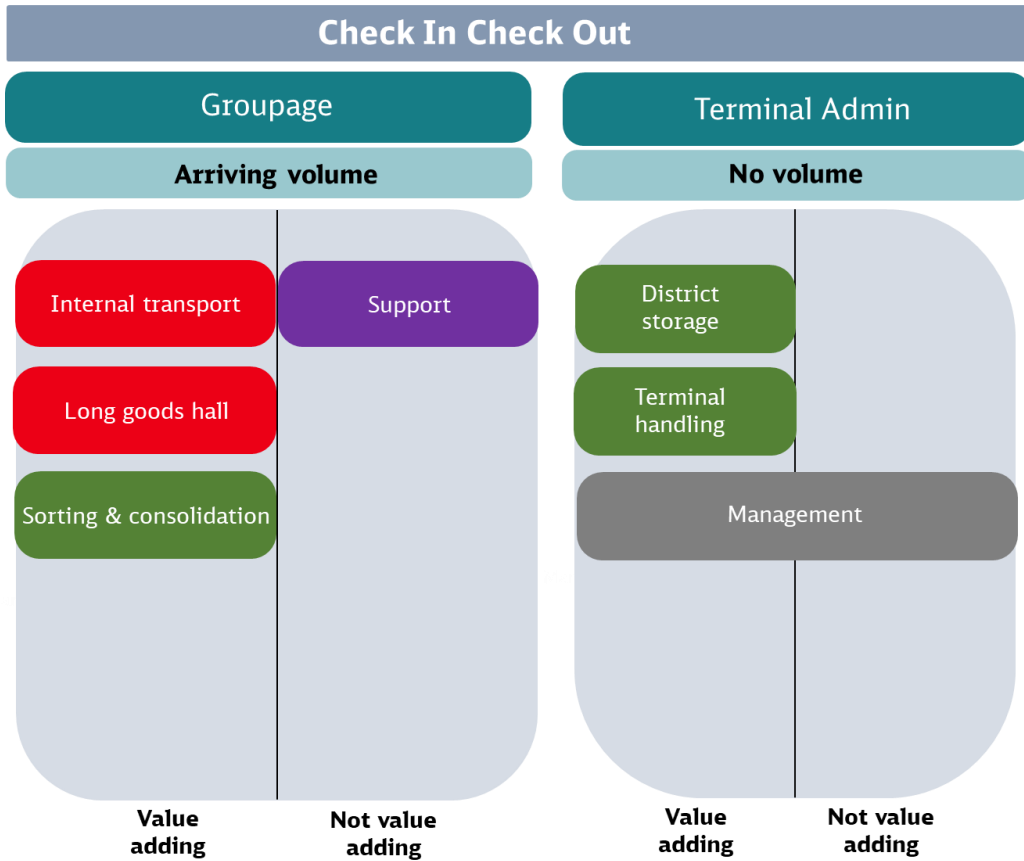 Check In Check Out
Groupage
Arriving volume
Internal transport
Support
Long goods hall
Sorting & consolidation
Value
adding
Not value
adding
Terminal Admin
No volume
District
storage
Terminal
handling
Management
Value
adding
Not value
adding